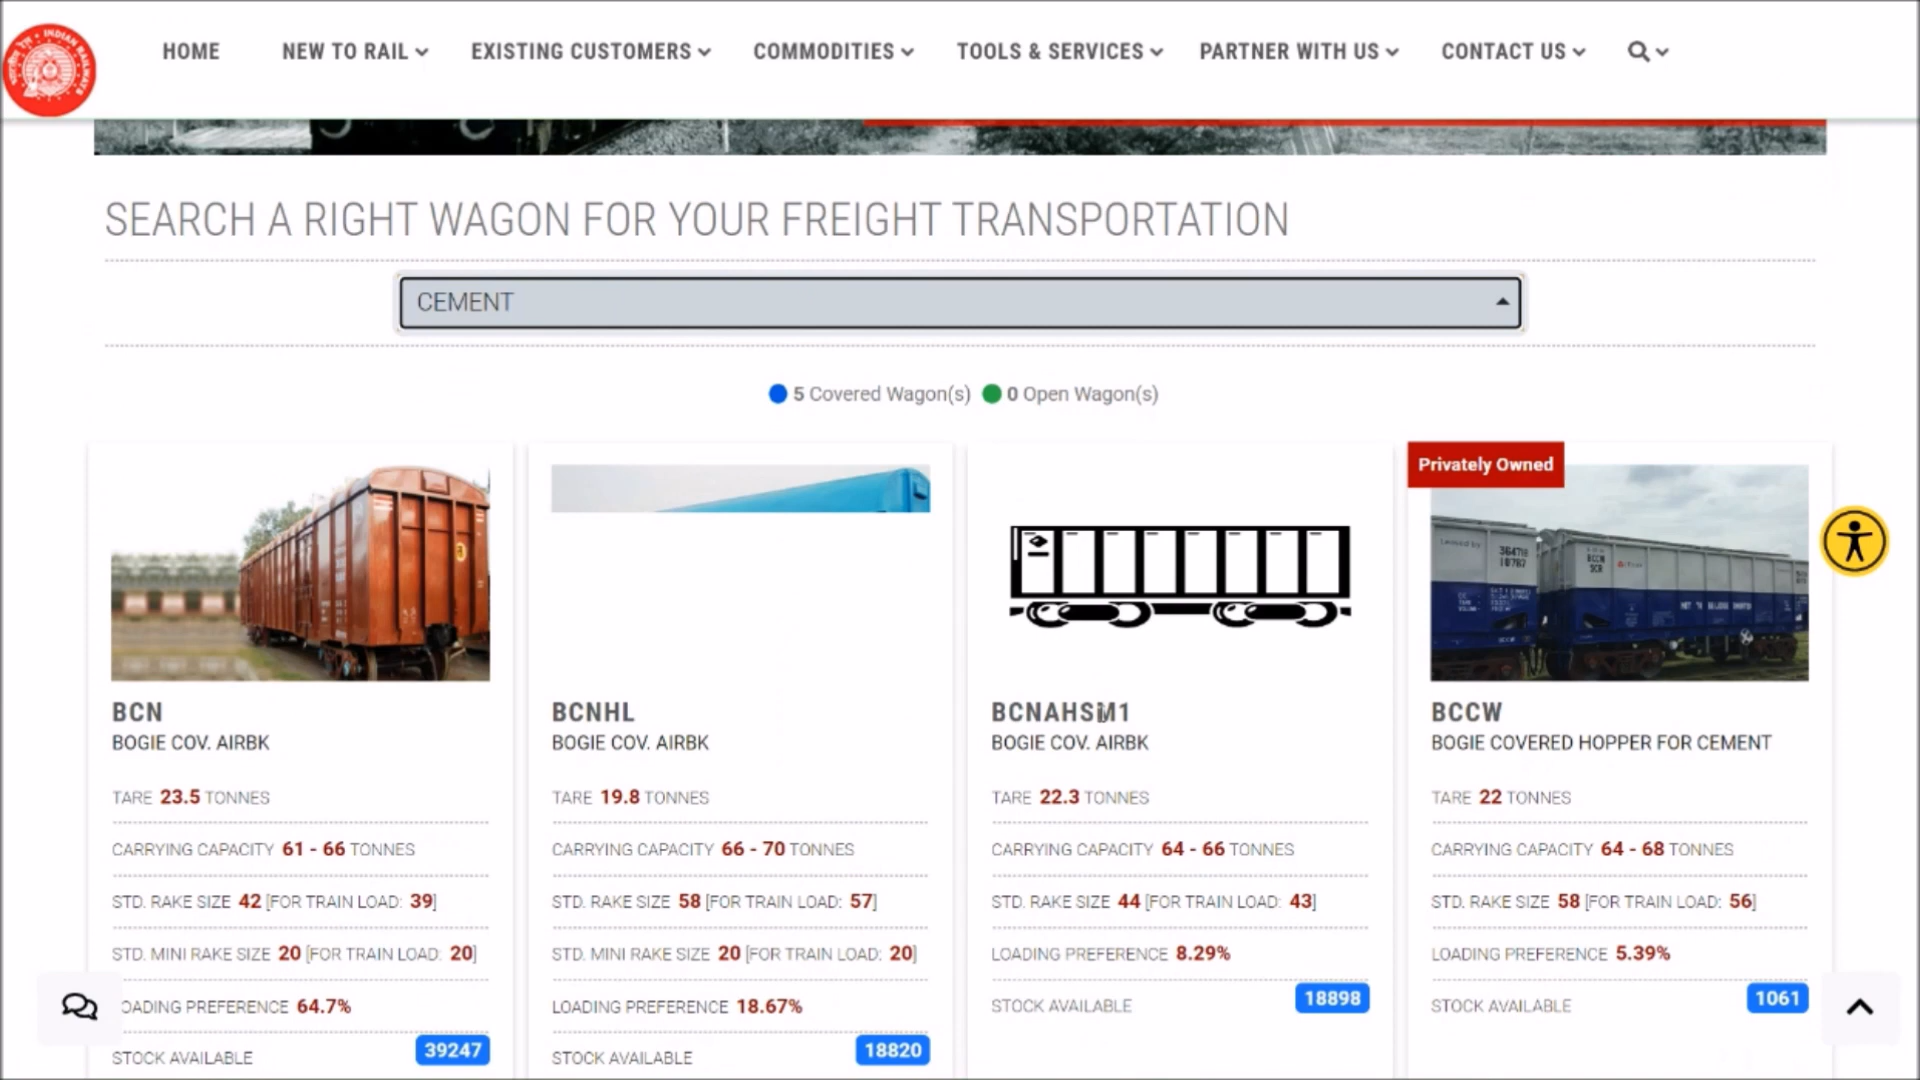 HOME
NEW TO RAIL
EXISTING CUSTOMERS
COMMODITIES
TOOLS & SERVICES
PARTNER WITH US
CONTACT US
SEARCH A RIGHT WAGON FOR YOUR FREIGHT TRANSPORTATION
CEMENT
5 Covered Wagon(s)
0 Open Wagon(s)
BCN
BOGIE COV. AIRBK
TARE 23.5 TONNES
CARRYING CAPACITY 61 - 66 TONNES
STD. RAKE SIZE 42 [FOR TRAIN LOAD: 39]
STD. MINI RAKE SIZE 20 [FOR TRAIN LOAD: 20]
OADING PREFERENCE 64.7%
STOCK AVAILABLE 39247
BCNHL
BOGIE COV. AIRBK
TARE 19.8 TONNES
CARRYING CAPACITY 66 - 70 TONNES
STD. RAKE SIZE 58 [FOR TRAIN LOAD: 57]
STD. MINI RAKE SIZE 20 [FOR TRAIN LOAD: 20]
LOADING PREFERENCE 18.67%
STOCK AVAILABLE 18820
BCNAHSM1
BOGIE COV. AIRBK
TARE 22.3 TONNES
CARRYING CAPACITY 64 - 66 TONNES
STD. RAKE SIZE 44 [FOR TRAIN LOAD: 43]
LOADING PREFERENCE 8.29%
STOCK AVAILABLE 18898
Privately Owned
BCCW
BOGIE COVERED HOPPER FOR CEMENT
TARE 22 TONNES
CARRYING CAPACITY 64 - 68 TONNES
STD. RAKE SIZE 58 [FOR TRAIN LOAD: 56]
LOADING PREFERENCE 5.39%
STOCK AVAILABLE 1061